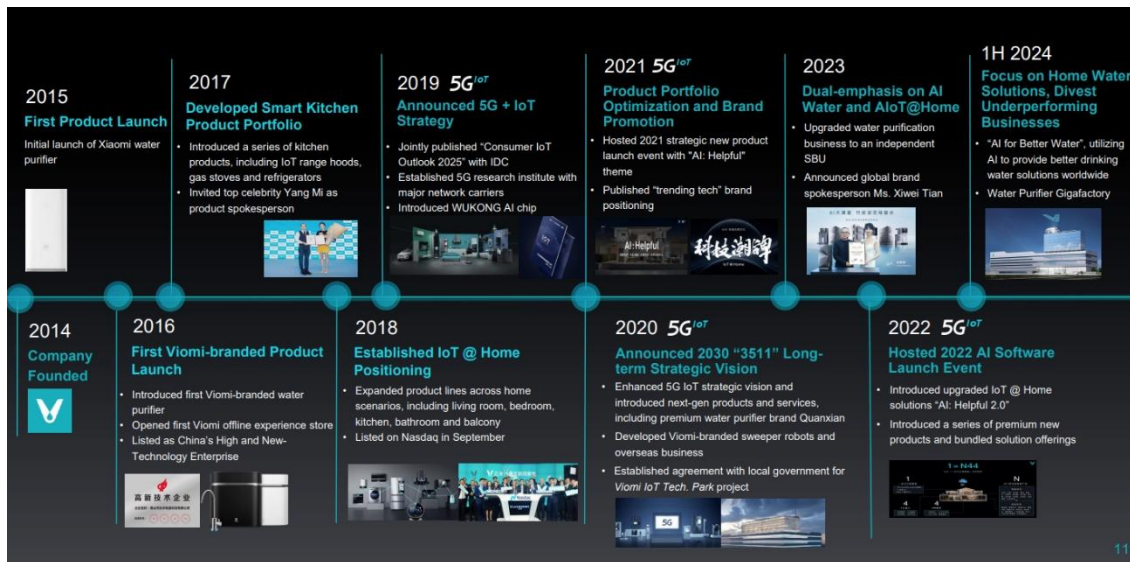 2015
First Product Launch
Initial launch of Xiaomi water
purifier
2017
Developed Smart Kitchen
Product Portfolio
• Introduced a series of kitchen
products, including IoT range hoods,
gas stoves and refrigerators
• Invited top celebrity Yang Mi as
product spokesperson
2019 5G IoT
Announced 5G + IoT
Strategy
• Jointly published “Consumer IoT
Outlook 2025” with IDC
• Established 5G research institute with
major network carriers
• Introduced WUKONG AI chip
2021 5G IoT
Product Portfolio
Optimization and Brand
Promotion
• Hosted 2021 strategic new product
launch event with "AI: Helpful"
theme
• Published “trending tech” brand
positioning
AI:Helpful
科技潮牌
2023
Dual-emphasis on AI
Water and AIoT@Home
• Upgraded water purification
business to an independent
SBU
• Announced global brand
spokesperson Ms. Xiwei Tian
1H 2024
Focus on Home Water
Solutions, Divest
Underperforming
Businesses
• “AI for Better Water”, utilizing
AI to provide better drinking
water solutions worldwide
• Water Purifier Gigafactory
2014
Company
Founded
2016
First Viomi-branded Product
Launch
• Introduced first Viomi-branded water
purifier
• Opened first Viomi offline experience store
• Listed as China’s High and New-
Technology Enterprise
高新技术企业
2018
Established IoT @ Home
Positioning
• Expanded product lines across home
scenarios, including living room, bedroom,
kitchen, bathroom and balcony
• Listed on Nasdaq in September
2020 5G IoT
Announced 2030 “3511” Long-
term Strategic Vision
• Enhanced 5G IoT strategic vision and
introduced next-gen products and services,
including premium water purifier brand Quanxian
• Developed Viomi-branded sweeper robots and
overseas business
• Established agreement with local government for
Viomi IoT Tech. Park project
5G
2022 5G IoT
Hosted 2022 AI Software
Launch Event
• Introduced upgraded IoT @ Home
solutions “AI: Helpful 2.0”
• Introduced a series of premium new
products and bundled solution offerings
1=N44
1
N
4
4
11